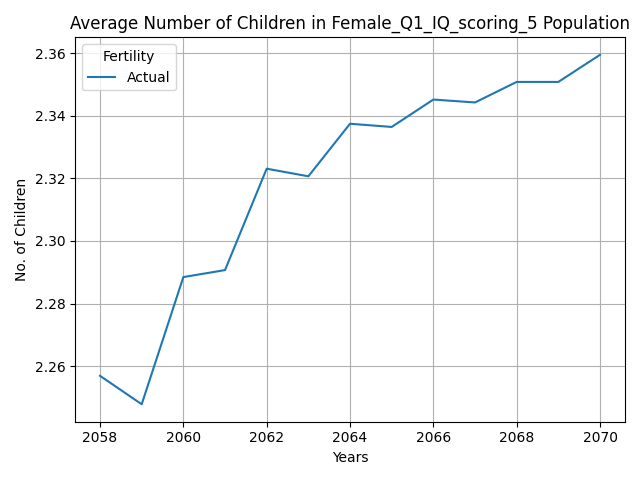 Average Number of Children in Female_Q1_IQ_scoring_5 Population
Fertility
Actual
2.36
2.34
2.32
2.30
2.28
2.26
No. of Children
2058 2060 2062 2064 2066 2068 2070
Years